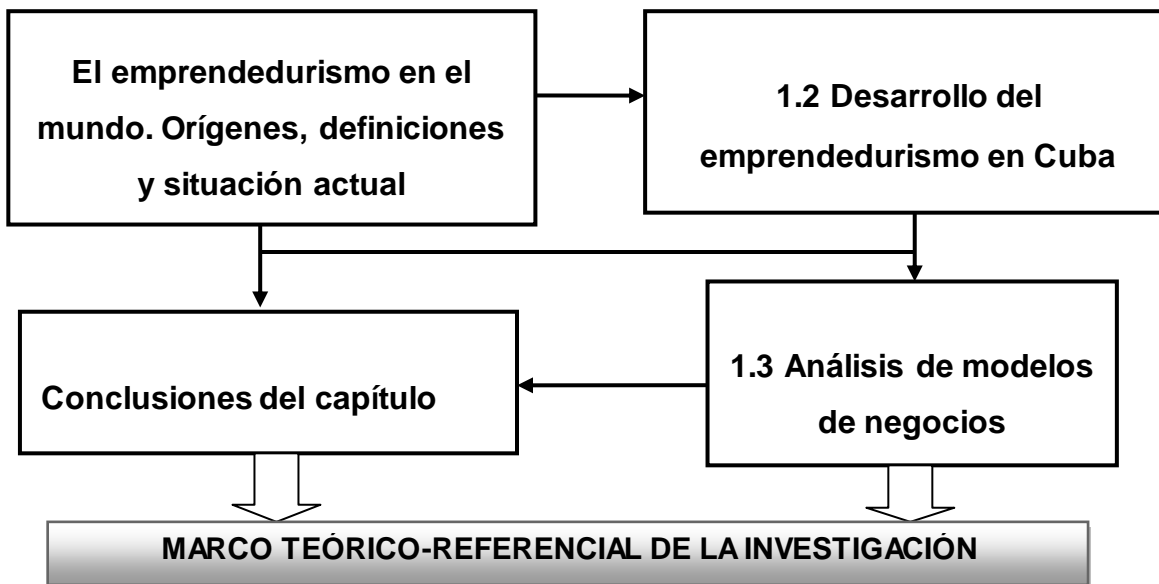 El emprendedurismo en el
mundo. Orígenes, definiciones
y situación actual
1.2 Desarrollo del
emprendedurismo en Cuba
Conclusiones del capítulo
1.3 Análisis de modelos
de negocios
MARCO TEÓRICO-REFERENCIAL DE LA INVESTIGACIÓN